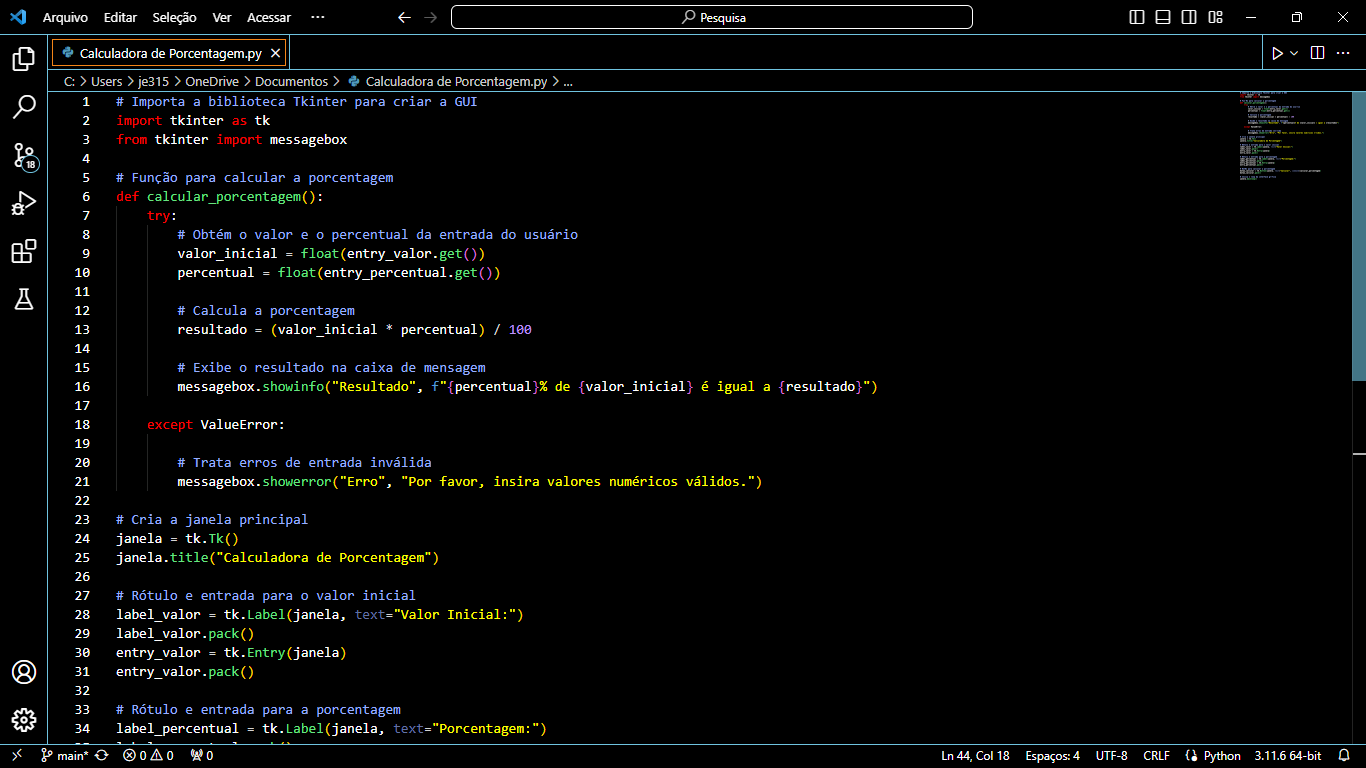 Arquivo Editar Seleção Ver Acessar ··· Pesquisa
Calculadora de Porcentagem.py
C: > Users > je315 > OneDrive > Documentos > Calculadora de Porcentagem.py > ...
1 # Importa a biblioteca Tkinter para criar a GUI
2 import tkinter as tk
3 from tkinter import messagebox
4
5 # Função para calcular a porcentagem
6 def calcular_porcentagem():
7 try:
8 # Obtém o valor e o percentual da entrada do usuário
9 valor_inicial = float(entry_valor.get())
10 percentual = float(entry_percentual.get())
11
12 # Calcula a porcentagem
13 resultado = (valor_inicial * percentual) / 100
14
15 # Exibe o resultado na caixa de mensagem
16 messagebox.showinfo("Resultado", f"{percentual}% de {valor_inicial} é igual a {resultado}")
17
18 except ValueError:
19
20 # Trata erros de entrada inválida
21 messagebox.showerror("Erro", "Por favor, insira valores numéricos válidos.")
22
23 # Cria a janela principal
24 janela = tk.Tk()
25 janela.title("Calculadora de Porcentagem")
26
27 # Rótulo e entrada para o valor inicial
28 label_valor = tk.Label(janela, text="Valor Inicial:")
29 label_valor.pack()
30 entry_valor = tk.Entry(janela)
31 entry_valor.pack()
32
33 # Rótulo e entrada para a porcentagem
34 label_percentual = tk.Label(janela, text="Porcentagem:")
18
main* 0 0 0 Ln 44, Col 18 Espaços: 4 UTF-8 CRLF Python 3.11.6 64-bit